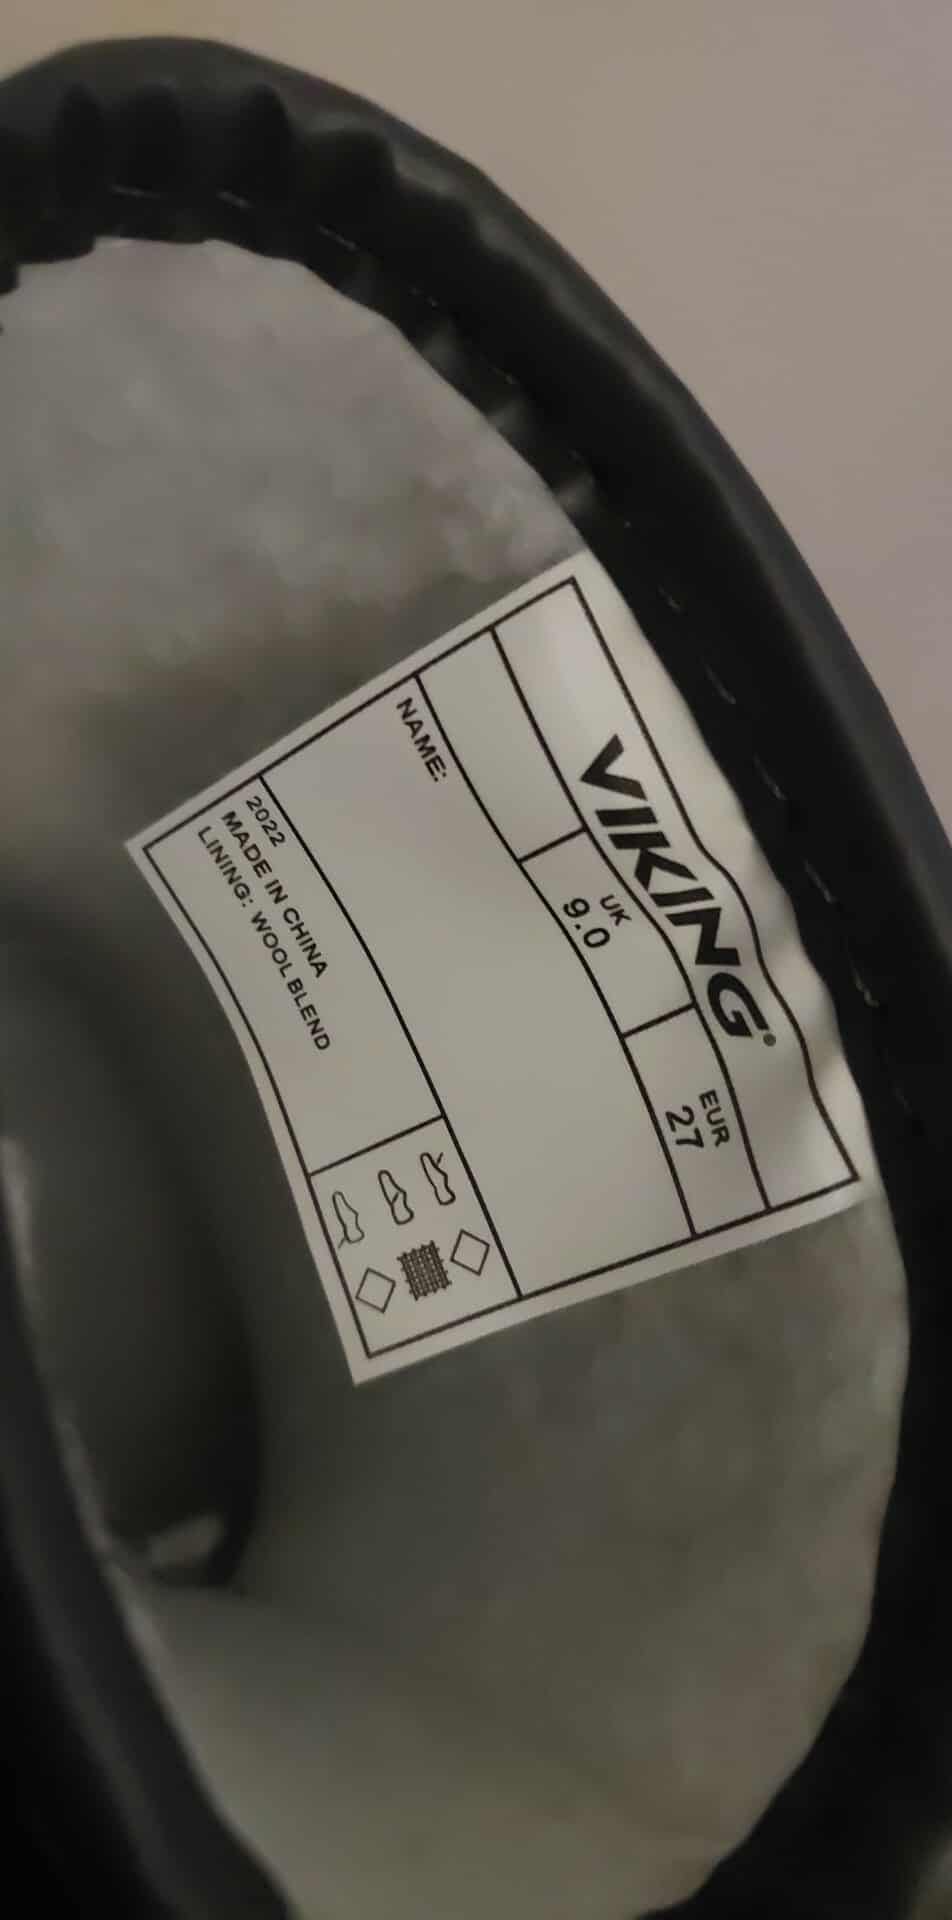 VIKING®
UK
9.0
EUR
27
NAME:
2022
MADE IN CHINA
LINING: WOOL BLEND